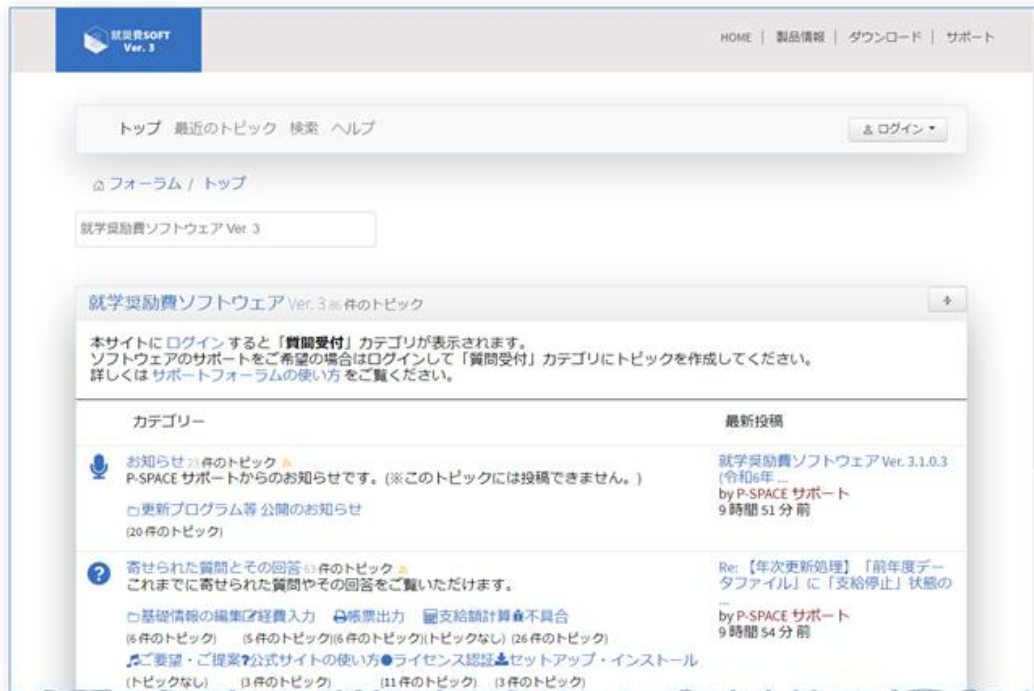 就奨費SOFT
Ver. 3
HOME | 製品情報 | ダウンロード | サポート
トップ 最近のトピック 検索 ヘルプ
ログイン
フォーラム / トップ
就学奨励費ソフトウェア Ver. 3
就学奨励費ソフトウェア Ver. 3 86 件のトピック
本サイトに ログイン すると「質問受付」カテゴリが表示されます。
ソフトウェアのサポートをご希望の場合はログインして「質問受付」カテゴリにトピックを作成してください。
詳しくは サポートフォーラムの使い方 をご覧ください。
カテゴリー 最新投稿
お知らせ 23 件のトピック
P-SPACE サポートからのお知らせです。(※このトピックには投稿できません。)
更新プログラム等 公開のお知らせ
(20 件のトピック)
就学奨励費ソフトウェア Ver. 3.1.0.3
(令和6年 ...
by P-SPACE サポート
9 時間 51 分 前
寄せられた質問とその回答 63 件のトピック
これまでに寄せられた質問やその回答をご覧いただけます。
基礎情報の編集 経費入力 帳票出力 支給額計算 不具合
(6 件のトピック) (5 件のトピック) (6 件のトピック) (トピックなし) (26 件のトピック)
ご要望・ご提案 ?公式サイトの使い方 ライセンス認証 セットアップ・インストール
(トピックなし) (3 件のトピック) (11 件のトピック) (3 件のトピック)
Re: 【年次更新処理】「前年度デー
タファイル」に「支給停止」状態の
...
by P-SPACE サポート
9 時間 54 分 前